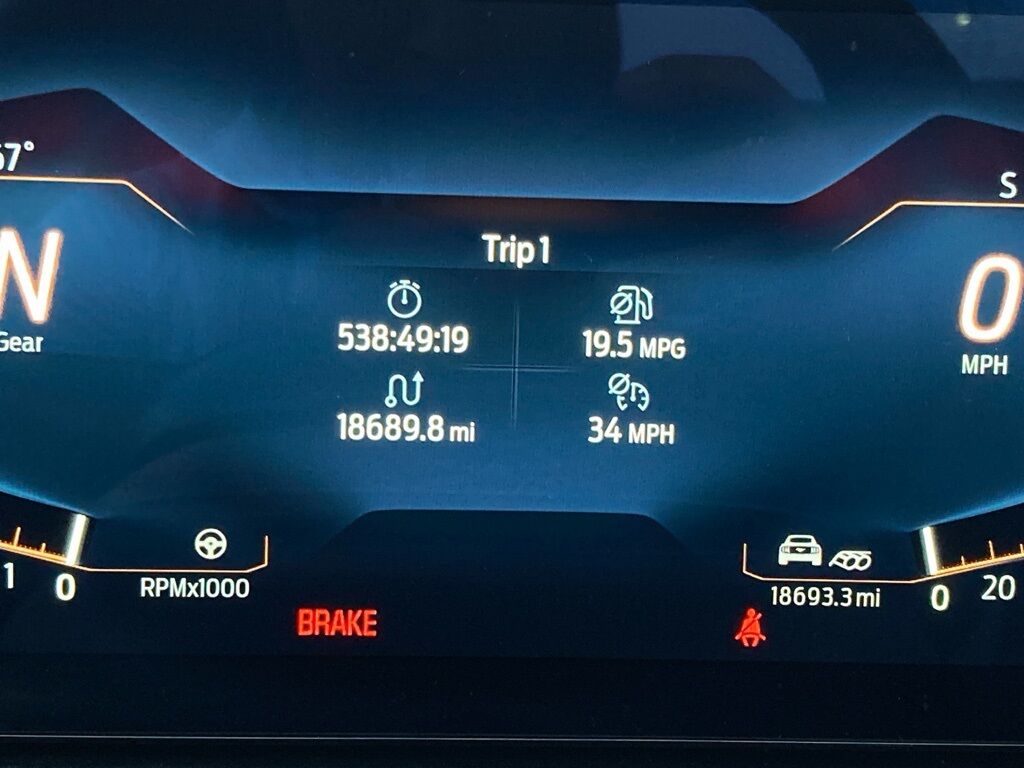 67°
S
Trip 1
N
Gear
0
MPH
538:49:19
19.5 MPG
18689.8 mi
34 MPH
1
0
RPMx1000
18693.3 mi
0
20
BRAKE